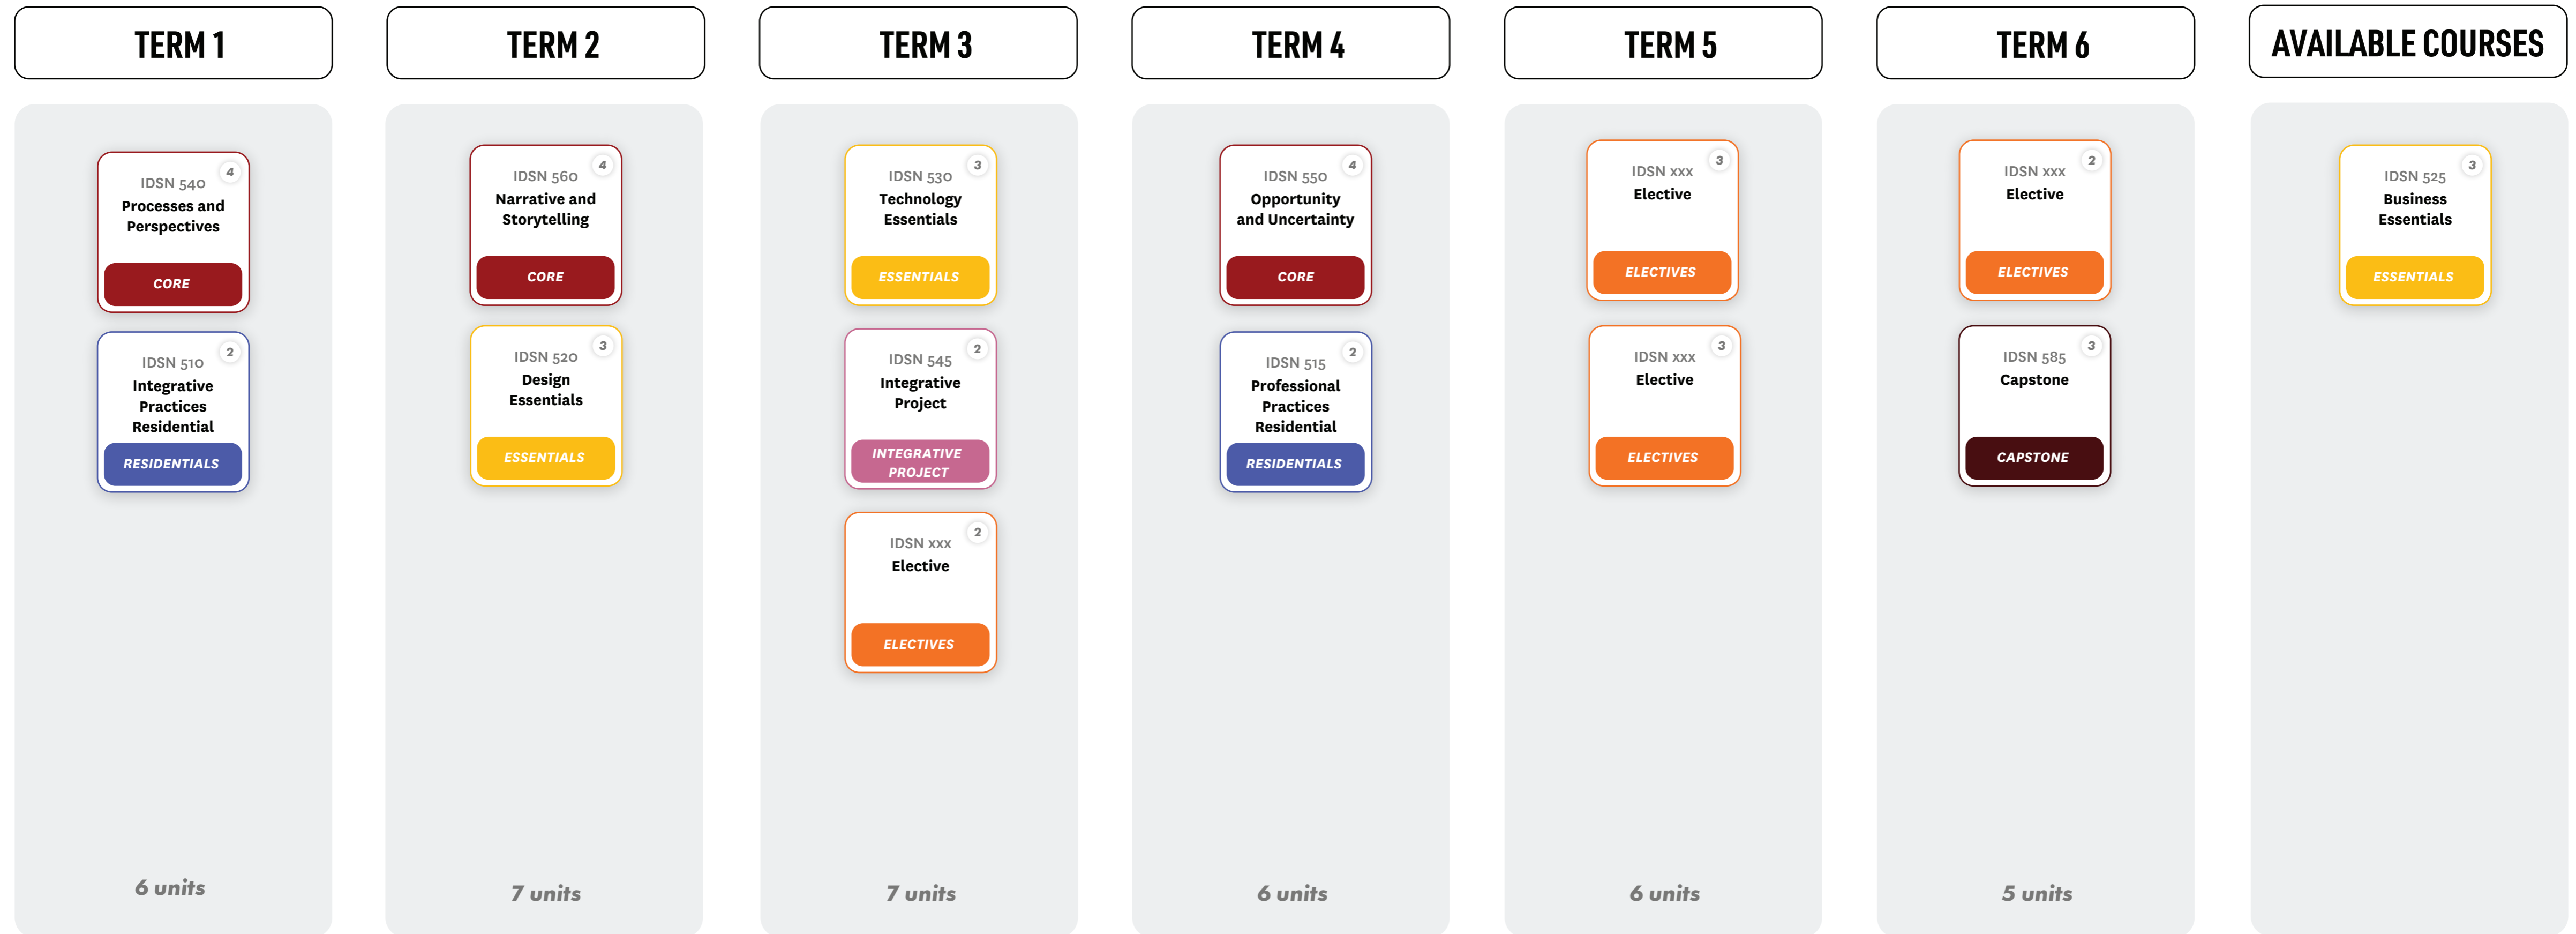 TERM 1
4
IDSN 540
Processes and
Perspectives
CORE
2
IDSN 510
Integrative
Practices
Residential
RESIDENTIALS
6 units
TERM 2
4
IDSN 560
Narrative and
Storytelling
CORE
3
IDSN 520
Design
Essentials
ESSENTIALS
7 units
TERM 3
3
IDSN 530
Technology
Essentials
ESSENTIALS
2
IDSN 545
Integrative
Project
INTEGRATIVE
PROJECT
2
IDSN xxx
Elective
ELECTIVES
7 units
TERM 4
4
IDSN 550
Opportunity
and Uncertainty
CORE
2
IDSN 515
Professional
Practices
Residential
RESIDENTIALS
6 units
TERM 5
3
IDSN xxx
Elective
ELECTIVES
3
IDSN xxx
Elective
ELECTIVES
6 units
TERM 6
2
IDSN xxx
Elective
ELECTIVES
3
IDSN 585
Capstone
CAPSTONE
5 units
AVAILABLE COURSES
3
IDSN 525
Business
Essentials
ESSENTIALS